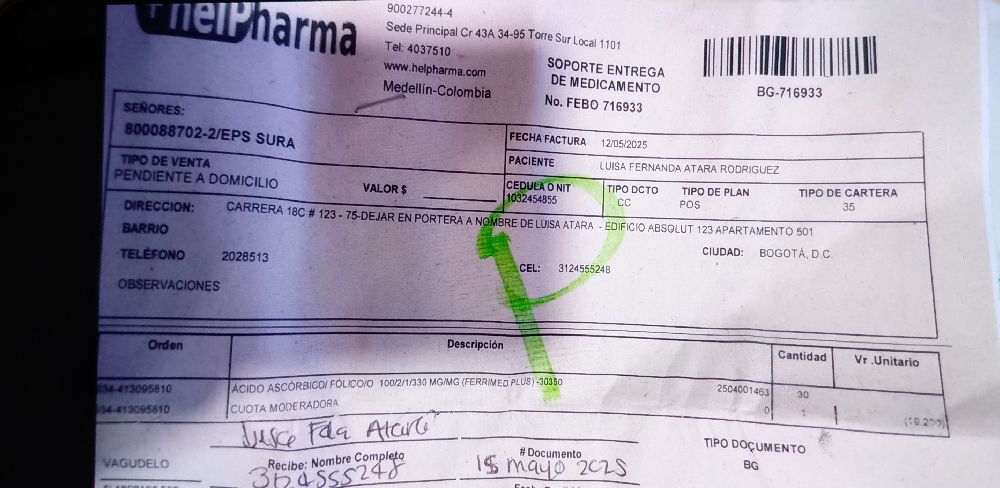 helPharma
900277244-4
Sede Principal Cr 43A 34-95 Torre Sur Local 1101
Tel: 4037510
www.helpharma.com
Medellín-Colombia
SOPORTE ENTREGA
DE MEDICAMENTO
No. FEBO 716933
BG-716933
SEÑORES:
800088702-2/EPS SURA
FECHA FACTURA 12/05/2025
PACIENTE LUISA FERNANDA ATARA RODRIGUEZ
TIPO DE VENTA
PENDIENTE A DOMICILIO
VALOR $
CEDULA O NIT
1032454855
TIPO DCTO
CC
TIPO DE PLAN
POS
TIPO DE CARTERA
35
DIRECCION: CARRERA 18C # 123 - 75-DEJAR EN PORTERA A NOMBRE DE LUISA ATARA - EDIFICIO ABSOLUT 123 APARTAMENTO 501
BARRIO
CIUDAD: BOGOTÁ, D.C.
TELÉFONO 2028513
CEL: 3124555248
OBSERVACIONES
P
Orden Descripción Cantidad Vr .Unitario
934-413095810 ACIDO ASCÓRBICO/ FÓLICO/O 100/2/1/330 MG/MG (FERRIMED PLUS) -30350 2504001463 30
934-413095810 CUOTA MODERADORA 0 1 (19.200)
Fda Atara
VAGUDELO
Recibe: Nombre Completo
# Documento
TIPO DOCUMENTO
BG
3124555248
15 mayo 2025